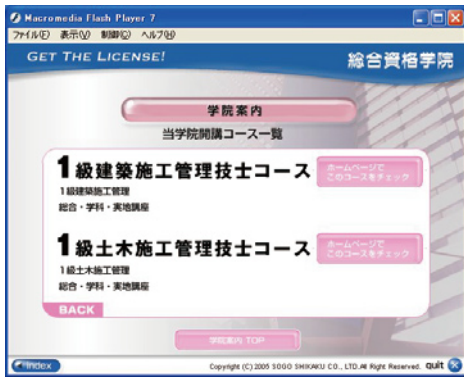 Macromedia Flash Player 7
ファイル(F) 表示(V) 制御(C) ヘルプ(H)
GET THE LICENSE!
総合資格学院
学院案内
当学院開講コース一覧
1級建築施工管理技士コース
ホームページで
このコースをチェック
1級建築施工管理
総合・学科・実地講座
1級土木施工管理技士コース
ホームページで
このコースをチェック
1級土木施工管理
総合・学科・実地講座
BACK
学院案内 TOP
Index
Copyright (C) 2005 SOGO SHIKAKU CO., LTD.All Right Reserved.
quit